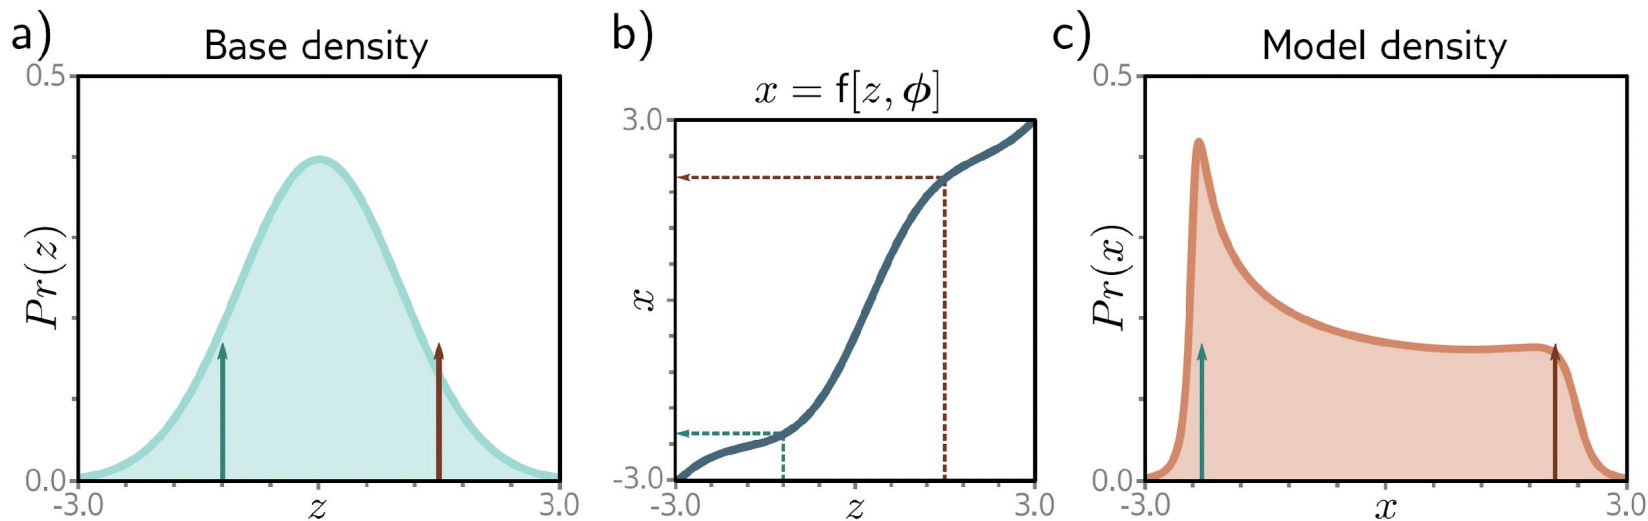 a)
Base density
0.5
Pr(z)
0.0
-3.0
z
3.0
b)
x = f[z, ϕ]
3.0
x
-3.0
-3.0
z
3.0
c)
Model density
0.5
Pr(x)
0.0
-3.0
x
3.0